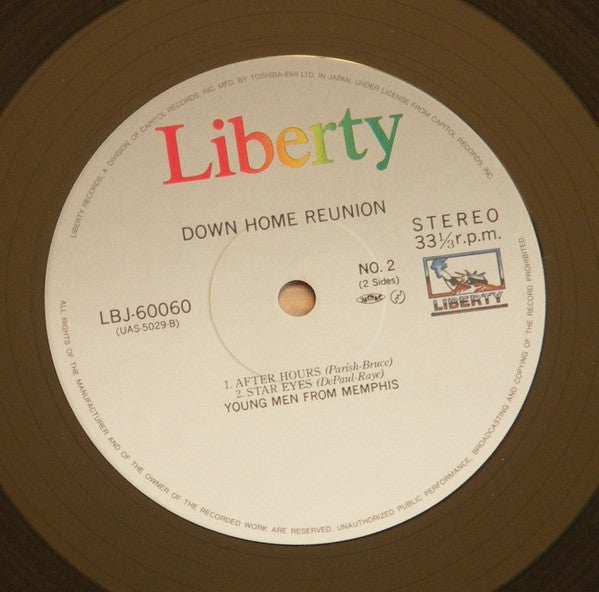 LIBERTY RECORDS, A DIVISION OF CAPITOL RECORDS, INC. MFD. BY TOSHIBA-EMI LTD. IN JAPAN. UNDER LICENSE FROM CAPITOL RECORDS, INC.
Liberty
DOWN HOME REUNION
STEREO
33⅓r.p.m.
NO. 2
(2 Sides)
LBJ-60060
(UAS-5029-B)
LIBERTY
1. AFTER HOURS (Parish-Bruce)
2. STAR EYES (DePaul-Raye)
YOUNG MEN FROM MEMPHIS
ALL RIGHTS OF THE MANUFACTURER AND OF THE OWNER OF THE RECORDED WORK ARE RESERVED. UNAUTHORIZED PUBLIC PERFORMANCE, BROADCASTING AND COPYING OF THE RECORD PROHIBITED.